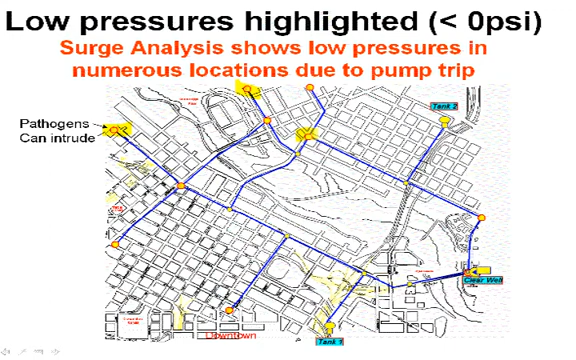 Low pressures highlighted (< 0psi)
Surge Analysis shows low pressures in
numerous locations due to pump trip
Tank 2
Pathogens
Can intrude
Clear Well
Downtown
Tank 1